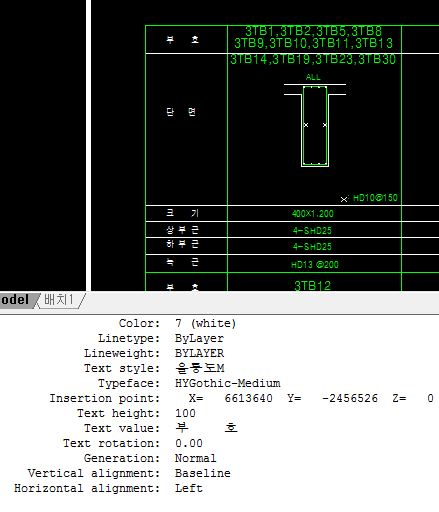 부 호
3TB1,3TB2,3TB5,3TB8
3TB9,3TB10,3TB11,3TB13
3TB14,3TB19,3TB23,3TB30
ALL
단 면
HD10@150
크 기
400X1.200
상 부 근
4-SHD25
하 부 근
4-SHD25
늑 근
HD13 @200
부 호
3TB12
odel / 배치1 /
Color: 7 (white)
Linetype: ByLayer
Lineweight: BYLAYER
Text style: 울릉도M
Typeface: HYGothic-Medium
Insertion point: X= 6613640 Y= -2456526 Z= 0
Text height: 100
Text value: 부 호
Text rotation: 0.00
Generation: Normal
Vertical alignment: Baseline
Horizontal alignment: Left